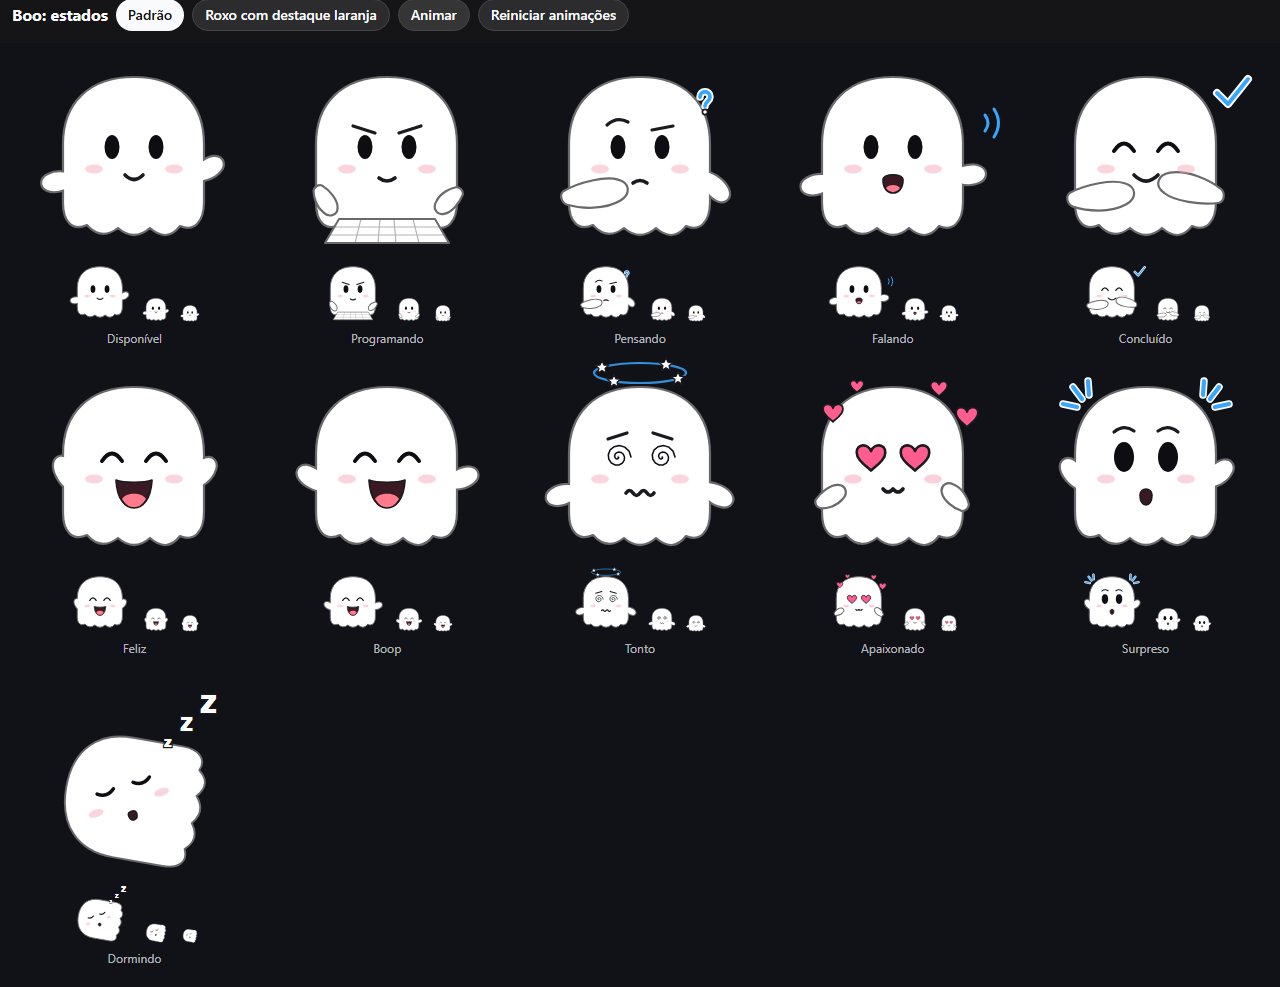 Boo: estados Padrão Roxo com destaque laranja Animar Reiniciar animações
?
Disponível Programando Pensando Falando Concluído
Feliz Boop Tonto Apaixonado Surpreso
z
z
z
z
z
z
Dormindo